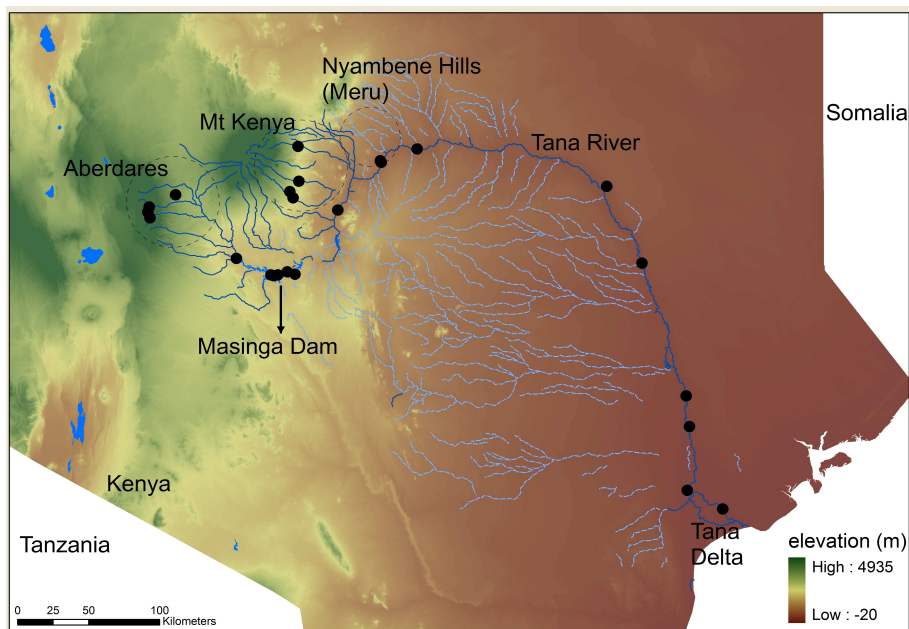 Nyambene Hills
(Meru)
Mt Kenya
Somalia
Tana River
Aberdares
Masinga Dam
Kenya
Tanzania
Tana
Delta
elevation (m)
High : 4935
Low : -20
0 25 50 100
Kilometers